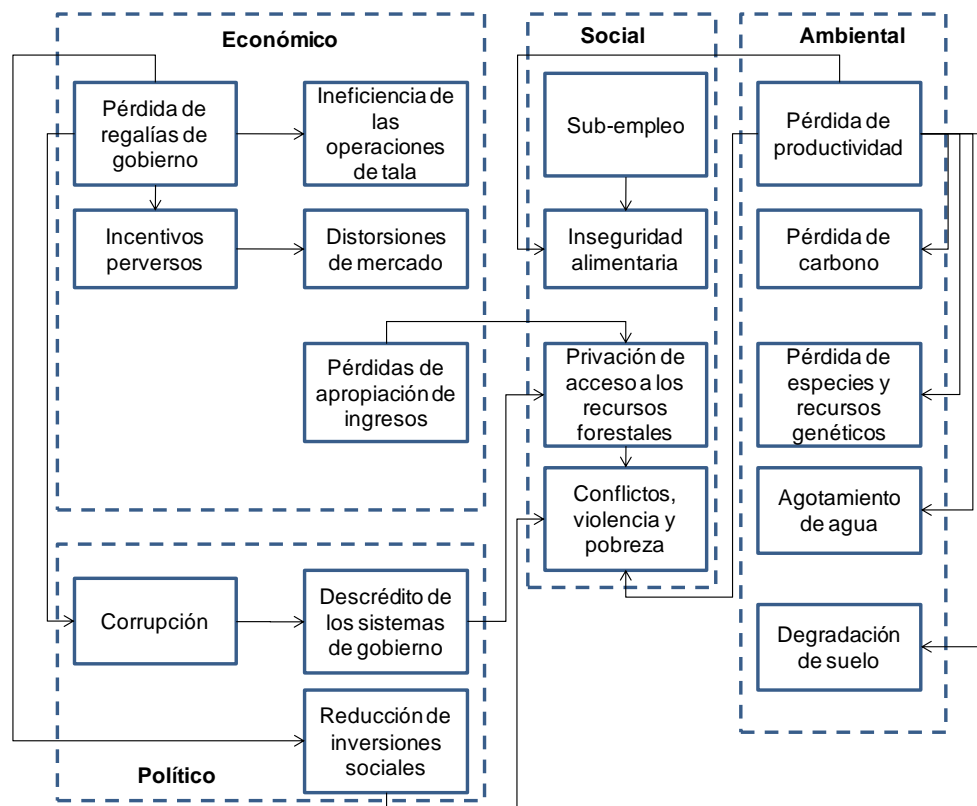 Económico
Pérdida de
regalías de
gobierno
Ineficiencia de
las
operaciones
de tala
Incentivos
perversos
Distorsiones
de mercado
Pérdidas de
apropiación de
ingresos
Social
Sub-empleo
Inseguridad
alimentaria
Privación de
acceso a los
recursos
forestales
Conflictos,
violencia y
pobreza
Ambiental
Pérdida de
productividad
Pérdida de
carbono
Pérdida de
especies y
recursos
genéticos
Agotamiento
de agua
Degradación
de suelo
Corrupción
Descrédito de
los sistemas
de gobierno
Reducción de
inversiones
sociales
Político